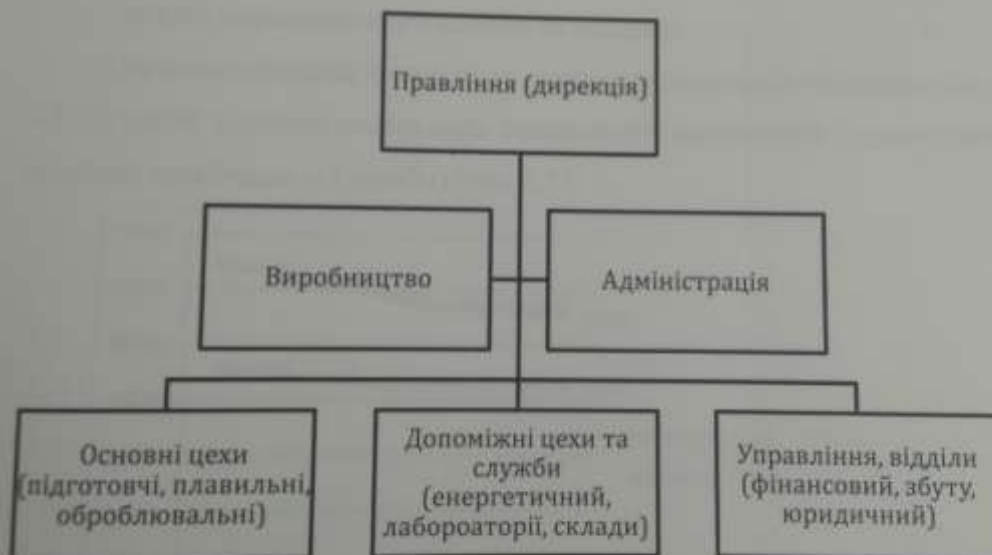 Правління (дирекція)
Виробництво
Адміністрація
Основні цехи
(підготовчі, плавильні,
оброблювальні)
Допоміжні цехи та
служби
(енергетичний,
лабороаторії, склади)
Управління, відділи
(фінансовий, збуту,
юридичний)